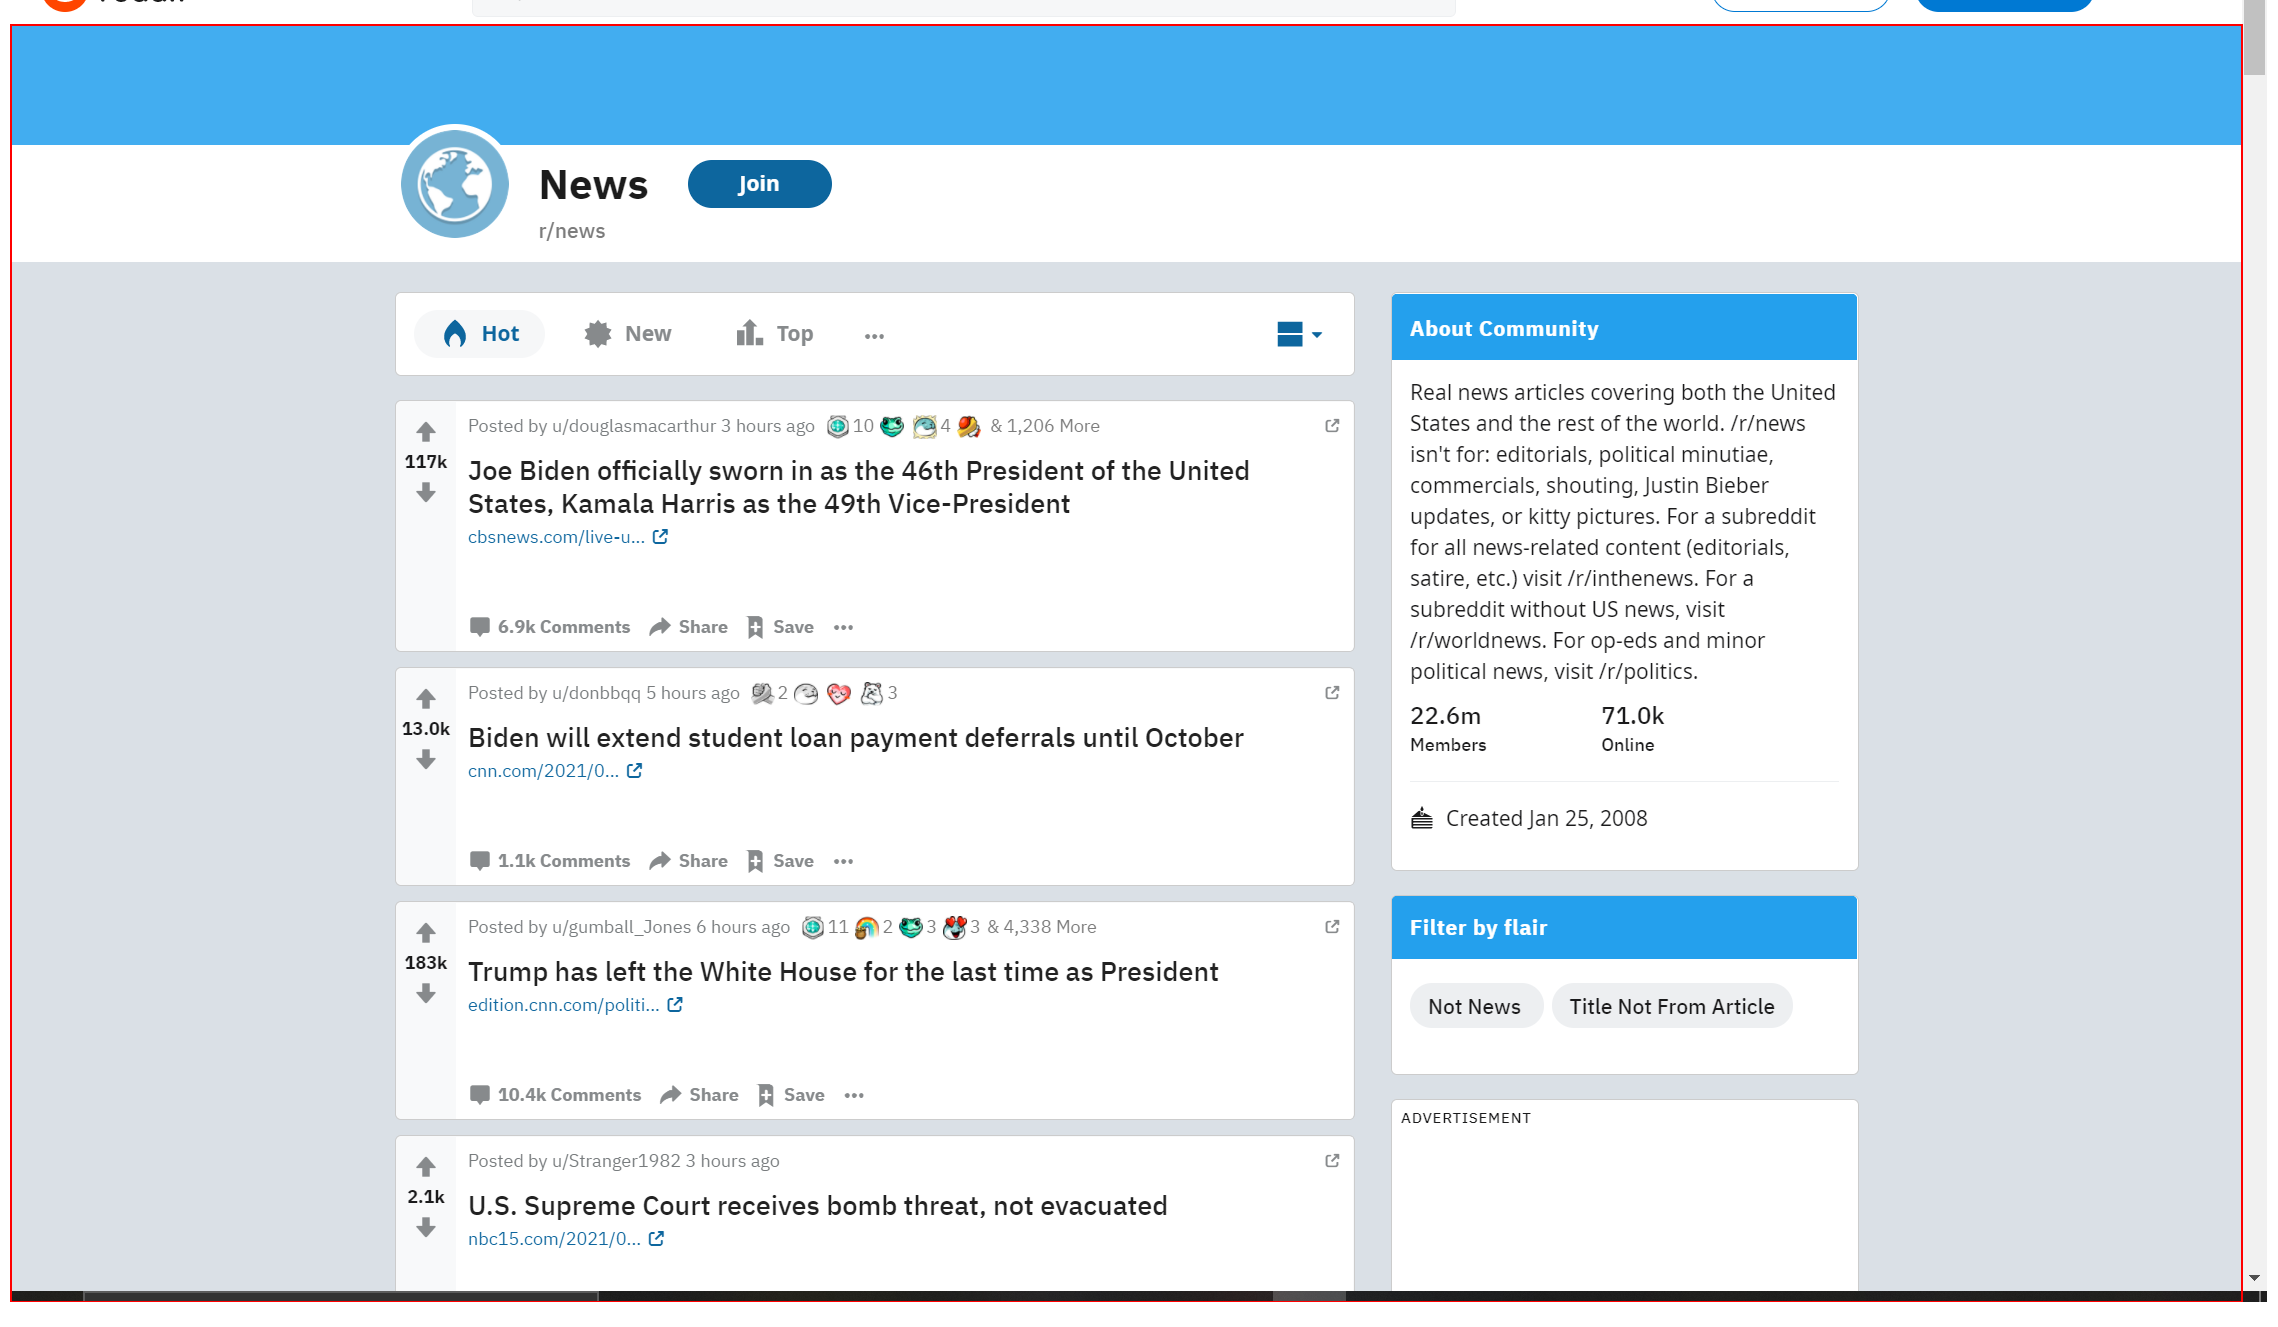 News
Join
r/news
Hot
New
Top
Posted by u/douglasmacarthur 3 hours ago 10 4 & 1,206 More
117k
Joe Biden officially sworn in as the 46th President of the United
States, Kamala Harris as the 49th Vice-President
cbsnews.com/live-u...
6.9k Comments Share Save
Posted by u/donbbqq 5 hours ago 2 3
13.0k
Biden will extend student loan payment deferrals until October
cnn.com/2021/0...
1.1k Comments Share Save
Posted by u/gumball_Jones 6 hours ago 11 2 3 3 & 4,338 More
183k
Trump has left the White House for the last time as President
edition.cnn.com/politi...
10.4k Comments Share Save
Posted by u/Stranger1982 3 hours ago
2.1k
U.S. Supreme Court receives bomb threat, not evacuated
nbc15.com/2021/0...
About Community
Real news articles covering both the United
States and the rest of the world. /r/news
isn't for: editorials, political minutiae,
commercials, shouting, Justin Bieber
updates, or kitty pictures. For a subreddit
for all news-related content (editorials,
satire, etc.) visit /r/inthenews. For a
subreddit without US news, visit
/r/worldnews. For op-eds and minor
political news, visit /r/politics.
22.6m 71.0k
Members Online
Created Jan 25, 2008
Filter by flair
Not News Title Not From Article
ADVERTISEMENT